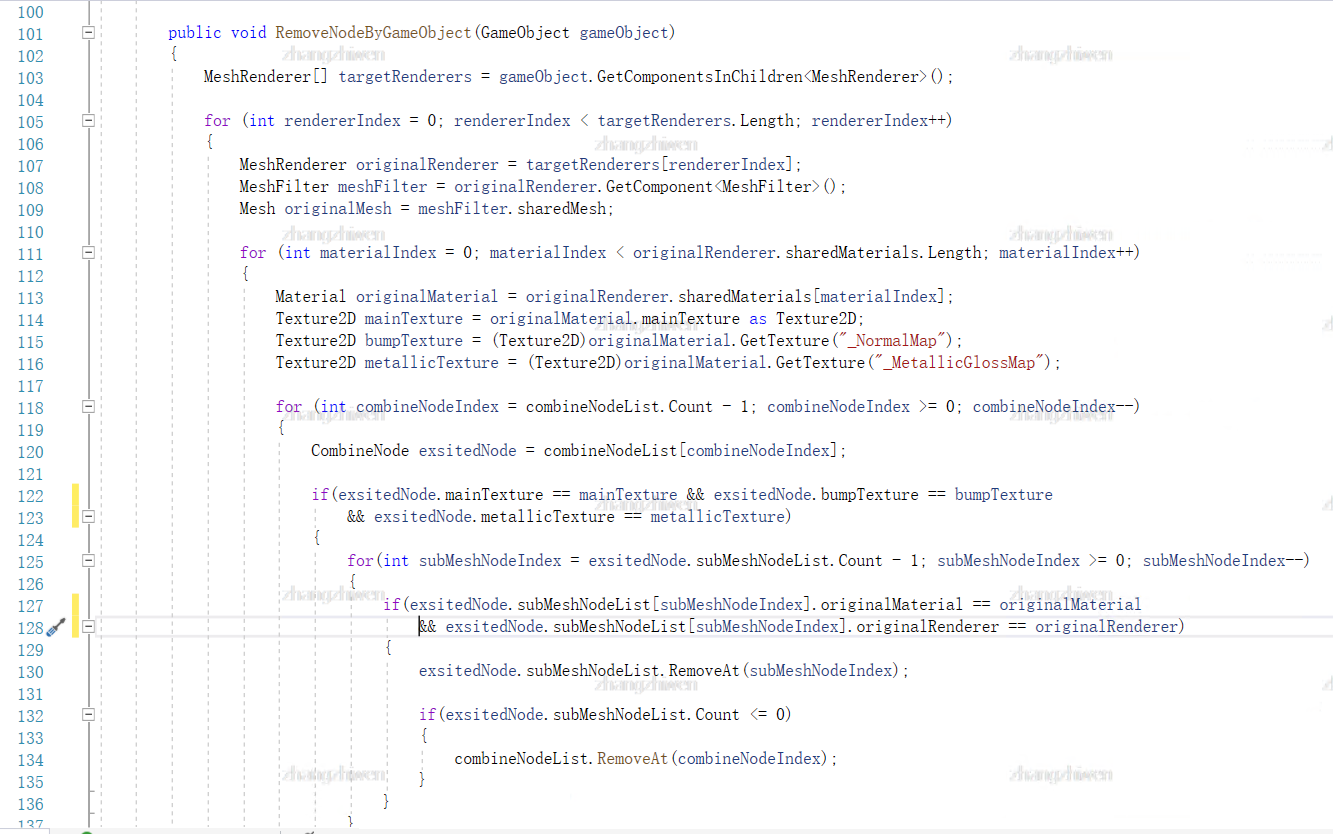 100
101 public void RemoveNodeByGameObject(GameObject gameObject)
102 {
103 MeshRenderer[] targetRenderers = gameObject.GetComponentsInChildren<MeshRenderer>();
104
105 for (int rendererIndex = 0; rendererIndex < targetRenderers.Length; rendererIndex++)
106 {
107 MeshRenderer originalRenderer = targetRenderers[rendererIndex];
108 MeshFilter meshFilter = originalRenderer.GetComponent<MeshFilter>();
109 Mesh originalMesh = meshFilter.sharedMesh;
110
111 for (int materialIndex = 0; materialIndex < originalRenderer.sharedMaterials.Length; materialIndex++)
112 {
113 Material originalMaterial = originalRenderer.sharedMaterials[materialIndex];
114 Texture2D mainTexture = originalMaterial.mainTexture as Texture2D;
115 Texture2D bumpTexture = (Texture2D)originalMaterial.GetTexture("_NormalMap");
116 Texture2D metallicTexture = (Texture2D)originalMaterial.GetTexture("_MetallicGlossMap");
117
118 for (int combineNodeIndex = combineNodeList.Count - 1; combineNodeIndex >= 0; combineNodeIndex--)
119 {
120 CombineNode exsitedNode = combineNodeList[combineNodeIndex];
121
122 if(exsitedNode.mainTexture == mainTexture && exsitedNode.bumpTexture == bumpTexture
123 && exsitedNode.metallicTexture == metallicTexture)
124 {
125 for(int subMeshNodeIndex = exsitedNode.subMeshNodeList.Count - 1; subMeshNodeIndex >= 0; subMeshNodeIndex--)
126 {
127 if(exsitedNode.subMeshNodeList[subMeshNodeIndex].originalMaterial == originalMaterial
128 && exsitedNode.subMeshNodeList[subMeshNodeIndex].originalRenderer == originalRenderer)
129 {
130 exsitedNode.subMeshNodeList.RemoveAt(subMeshNodeIndex);
131
132 if(exsitedNode.subMeshNodeList.Count <= 0)
133 {
134 combineNodeList.RemoveAt(combineNodeIndex);
135 }
136 }
137 }